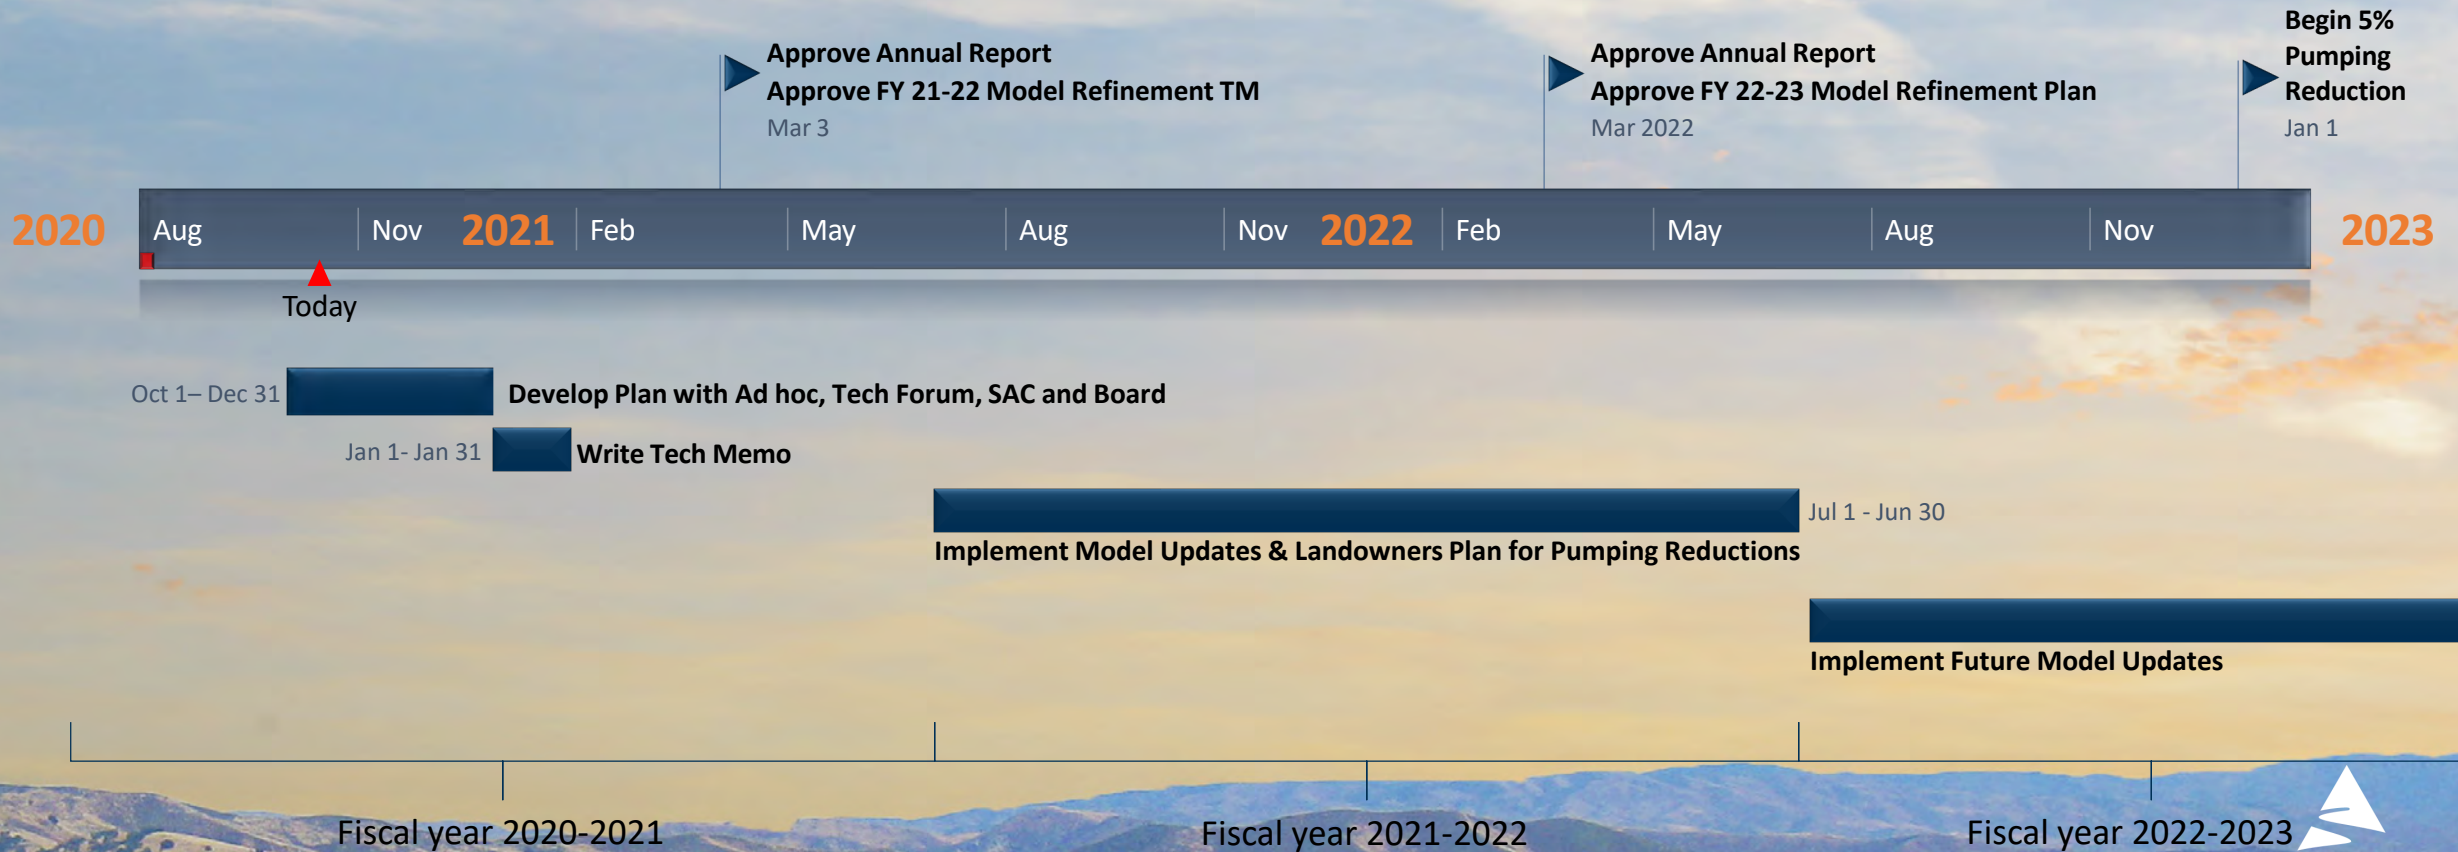 Approve Annual Report
Approve FY 21-22 Model Refinement TM
Mar 3
Approve Annual Report
Approve FY 22-23 Model Refinement Plan
Mar 2022
Begin 5%
Pumping
Reduction
Jan 1
2020 Aug Nov 2021 Feb May Aug Nov 2022 Feb May Aug Nov 2023
Today
Oct 1– Dec 31 Develop Plan with Ad hoc, Tech Forum, SAC and Board
Jan 1- Jan 31 Write Tech Memo
Jul 1 - Jun 30
Implement Model Updates & Landowners Plan for Pumping Reductions
Implement Future Model Updates
Fiscal year 2020-2021 Fiscal year 2021-2022 Fiscal year 2022-2023